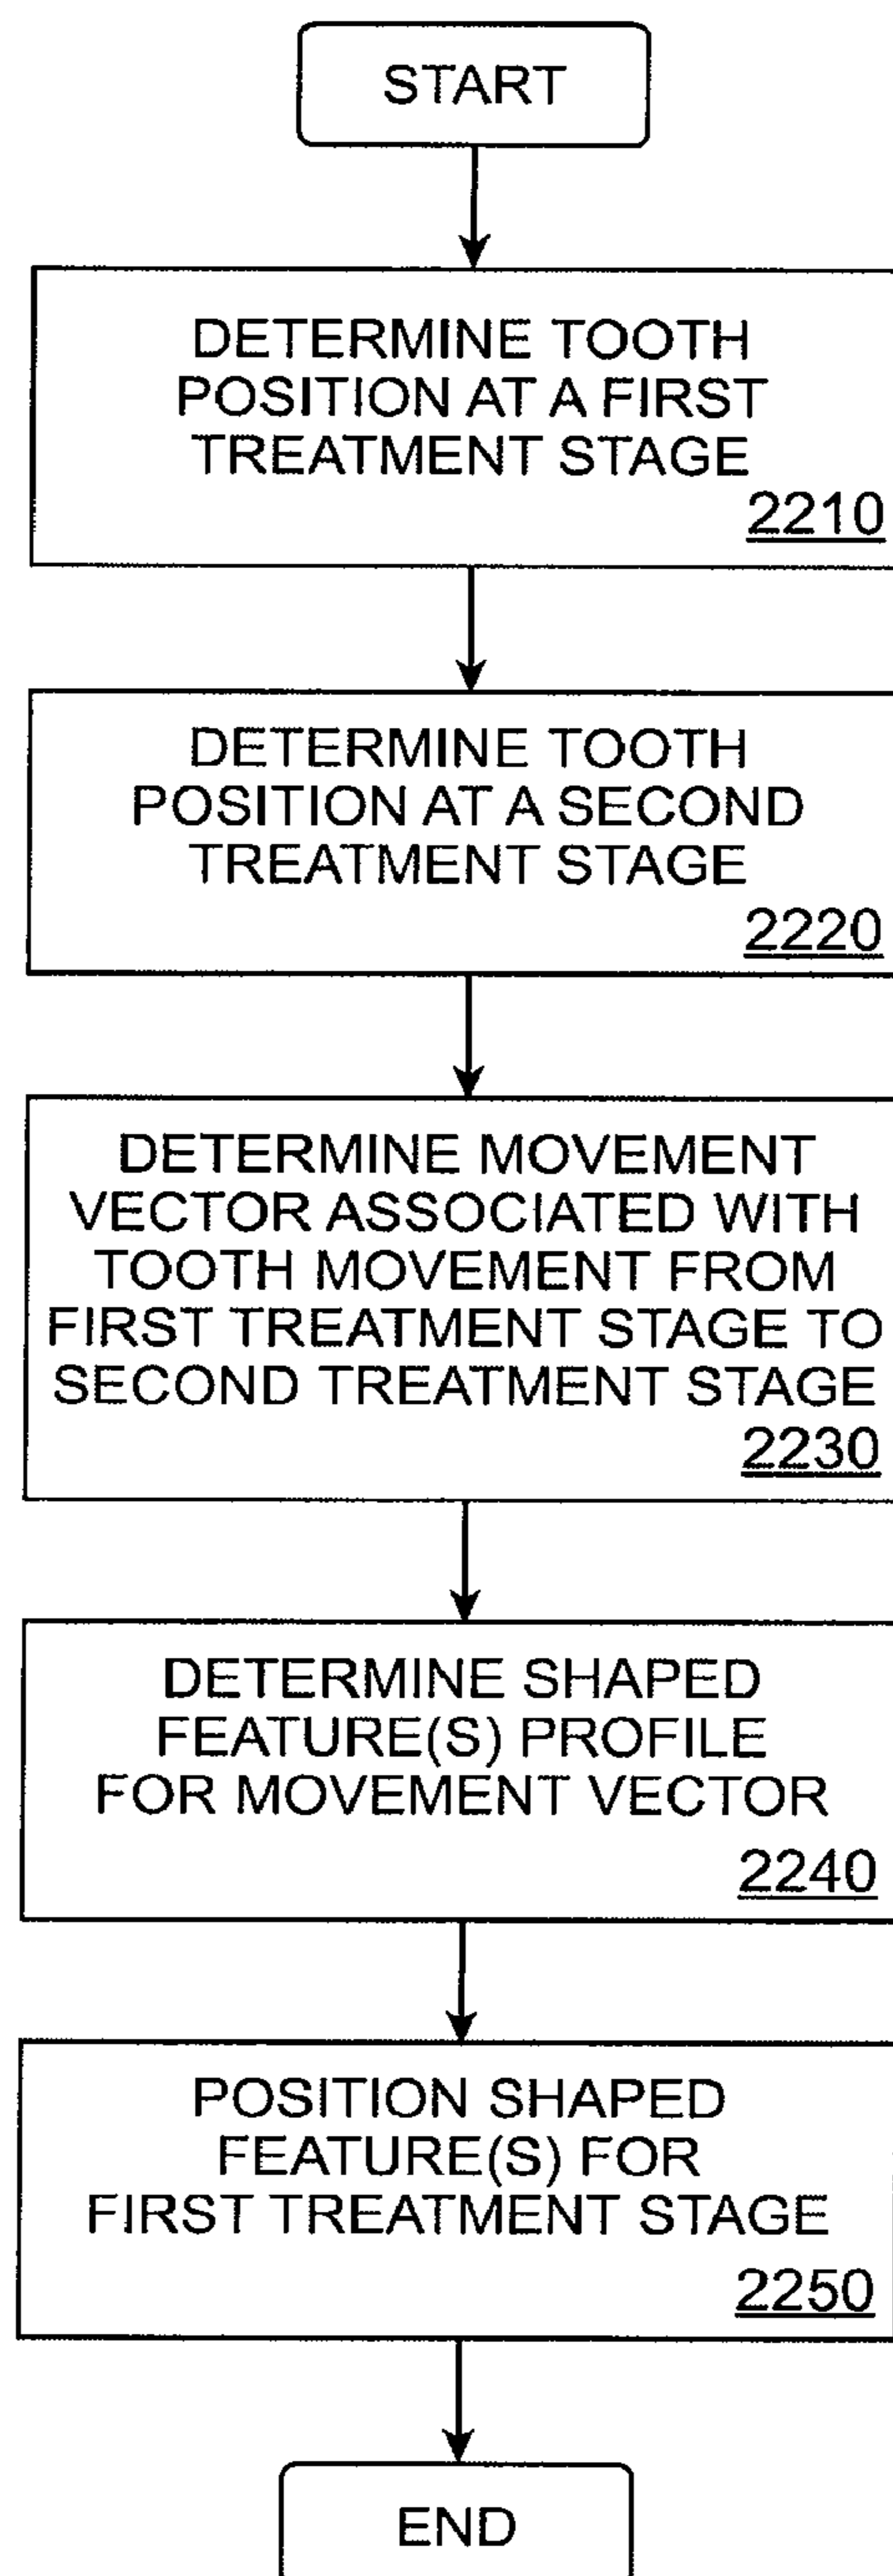 START
DETERMINE TOOTH
POSITION AT A FIRST
TREATMENT STAGE
2210
DETERMINE TOOTH
POSITION AT A SECOND
TREATMENT STAGE
2220
DETERMINE MOVEMENT
VECTOR ASSOCIATED WITH
TOOTH MOVEMENT FROM
FIRST TREATMENT STAGE TO
SECOND TREATMENT STAGE
2230
DETERMINE SHAPED
FEATURE(S) PROFILE
FOR MOVEMENT VECTOR
2240
POSITION SHAPED
FEATURE(S) FOR
FIRST TREATMENT STAGE
2250
END